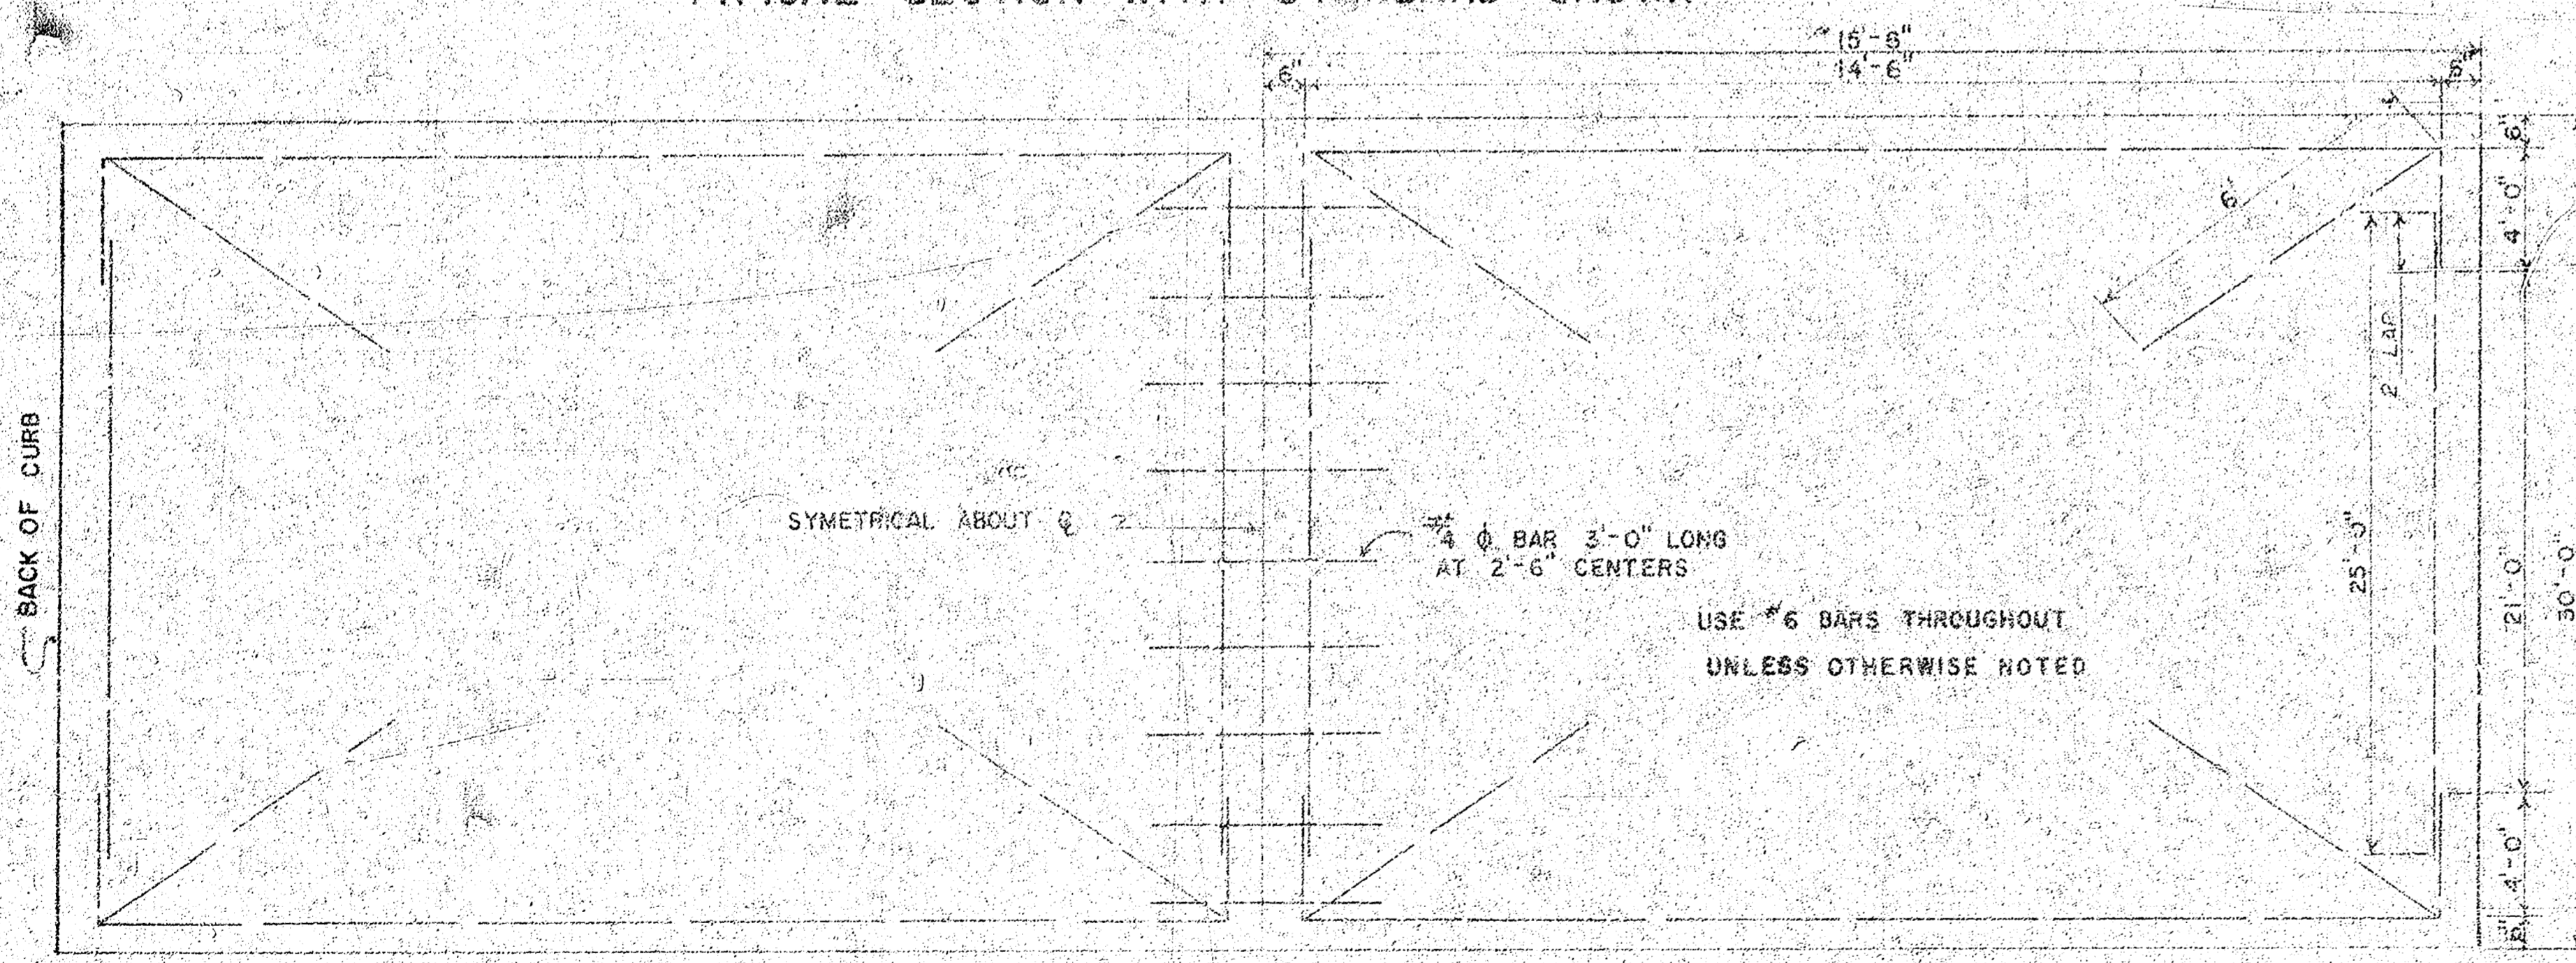 15'-6"
14'-6"
6"
6"
4'-0"
6'
2' LAP
BACK OF CURB
SYMETRICAL ABOUT ℄
#4 ϕ BAR 3'-0" LONG
AT 2'-6" CENTERS
25'-0"
21'-0"
30'-0"
USE #6 BARS THROUGHOUT
UNLESS OTHERWISE NOTED
4'-0"